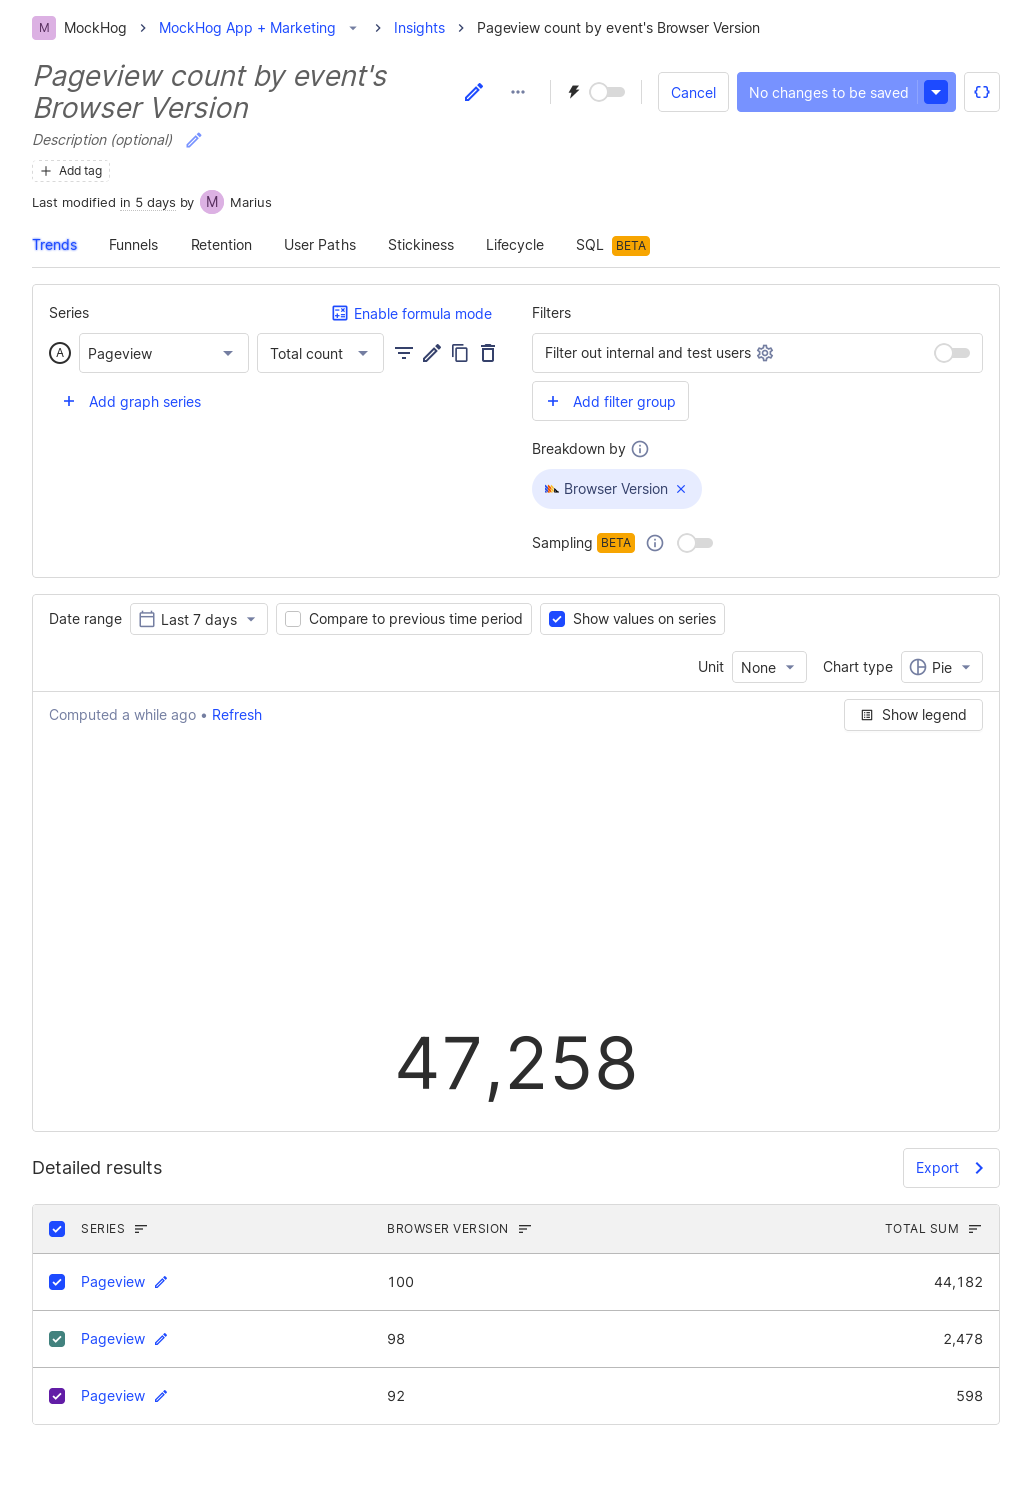 M MockHog MockHog App + Marketing Insights Pageview count by event's Browser Version
Pageview count by event's
Browser Version
Cancel No changes to be saved
Description (optional)
Add tag
Last modified in 5 days by M Marius
Trends Funnels Retention User Paths Stickiness Lifecycle SQL BETA
Series Enable formula mode
A Pageview Total count
Add graph series
Filters
Filter out internal and test users
Add filter group
Breakdown by
Browser Version
Sampling BETA
Date range Last 7 days Compare to previous time period Show values on series
Unit None Chart type Pie
Computed a while ago • Refresh Show legend
47,258
Detailed results Export
SERIES BROWSER VERSION TOTAL SUM
Pageview 100 44,182
Pageview 98 2,478
Pageview 92 598